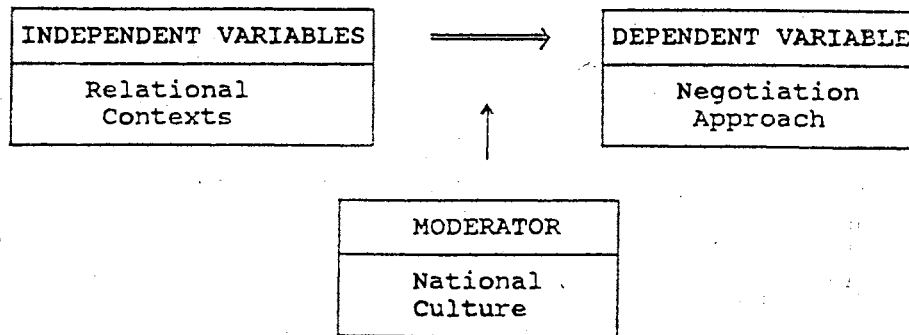 INDEPENDENT VARIABLES
Relational
Contexts
DEPENDENT VARIABLE
Negotiation
Approach
MODERATOR
National
Culture